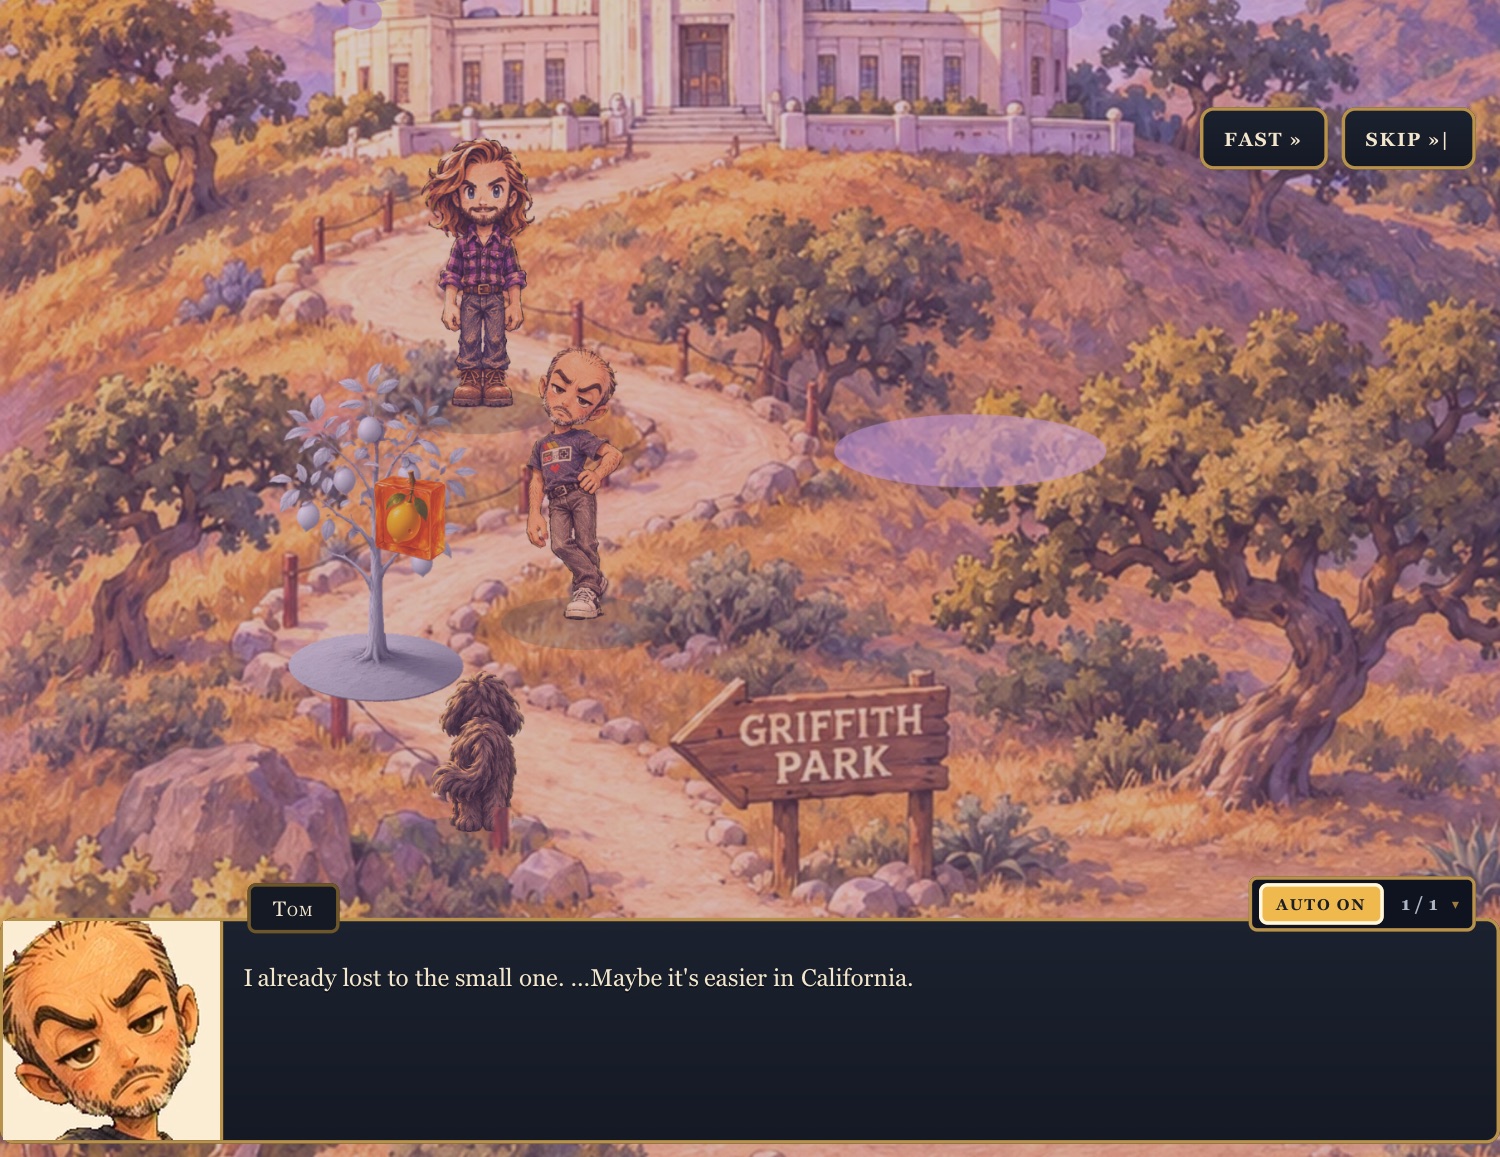 FAST »
SKIP »|
GRIFFITH
PARK
Tom
AUTO ON
1 / 1 ▼
I already lost to the small one. ...Maybe it's easier in California.